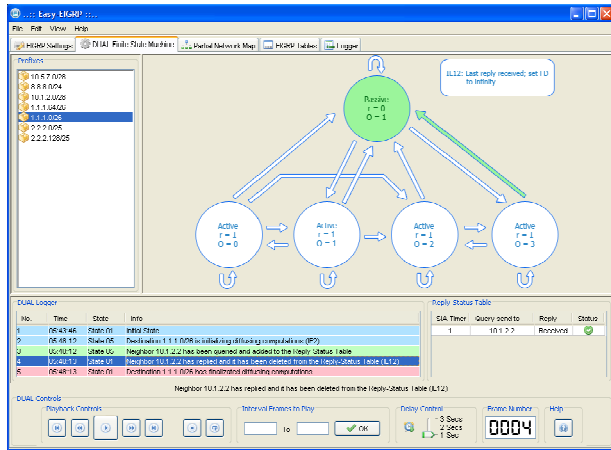 ..:: Easy EIGRP ::..
File Edit View Help
EIGRP Settings DUAL Finite State Machine Partial Network Map EIGRP Tables Logger
Prefixes
10.5.7.0/28
8.8.8.0/24
10.1.2.0/28
1.1.1.64/26
1.1.1.0/26
2.2.2.0/25
2.2.2.128/25
IE12: Last reply received; set FD
to Infinity
Passive
r = 0
O = 1
Active
r = 1
O = 0
Active
r = 1
O = 1
Active
r = 1
O = 2
Active
r = 1
O = 3
DUAL Logger
No. Time State Info
1 05:43:46 State 01 Initial State
2 05:48:12 State 05 Destination 1.1.1.0/26 is initializing diffusing computations (IE2)
3 05:48:12 State 05 Neighbor 10.1.2.2 has been queried and added to the Reply Status Table
4 05:48:13 State 01 Neighbor 10.1.2.2 has replied and it has been deleted from the Reply-Status Table (IE12)
5 05:48:13 State 01 Destination 1.1.1.0/26 has finalizated diffusing computations
Reply Status Table
SIA Timer Query send to Reply Status
1 10.1.2.2 Received
Neighbor 10.1.2.2 has replied and it has been deleted from the Reply-Status Table (IE12)
DUAL Controls
Playback Controls
Interval Frames to Play
To
OK
Delay Control
3 Secs
2 Secs
1 Sec
Frame Number
0004
Help